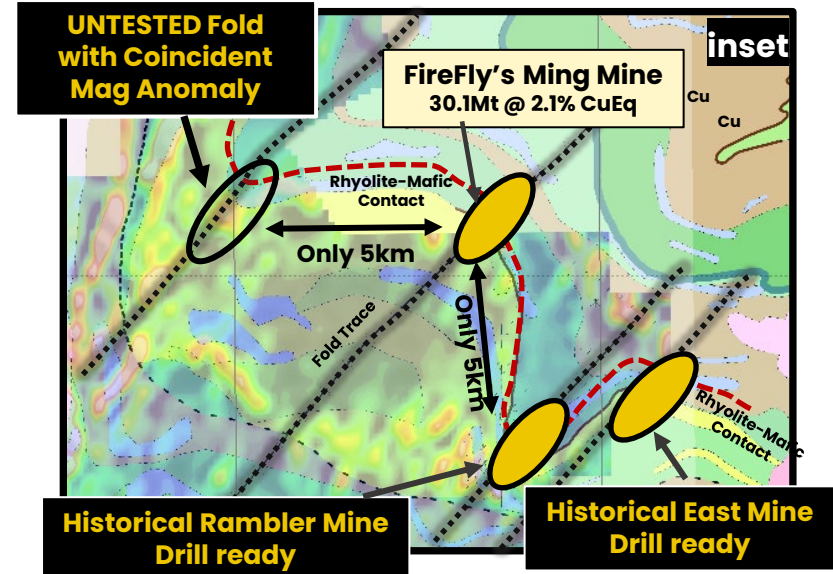 UNTESTED Fold
with Coincident
Mag Anomaly
inset
FireFly's Ming Mine
30.1Mt @ 2.1% CuEq
Cu
Cu
Rhyolite-Mafic
Contact
Only 5km
Fold Trace
Only 5km
Rhyolite-Mafic
Contact
Historical Rambler Mine
Drill ready
Historical East Mine
Drill ready